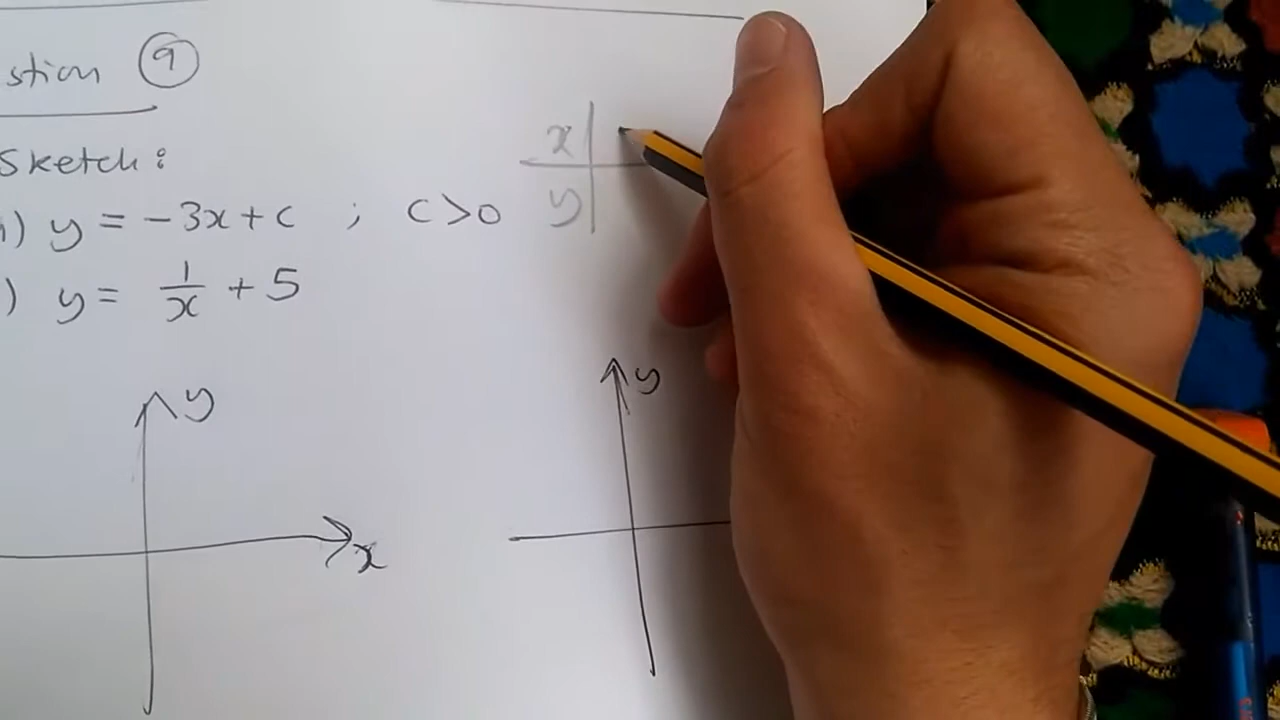 stion 9
Sketch:
) y = -3x + c ; c > 0
) y = 1/x + 5
x
y
y
x
y